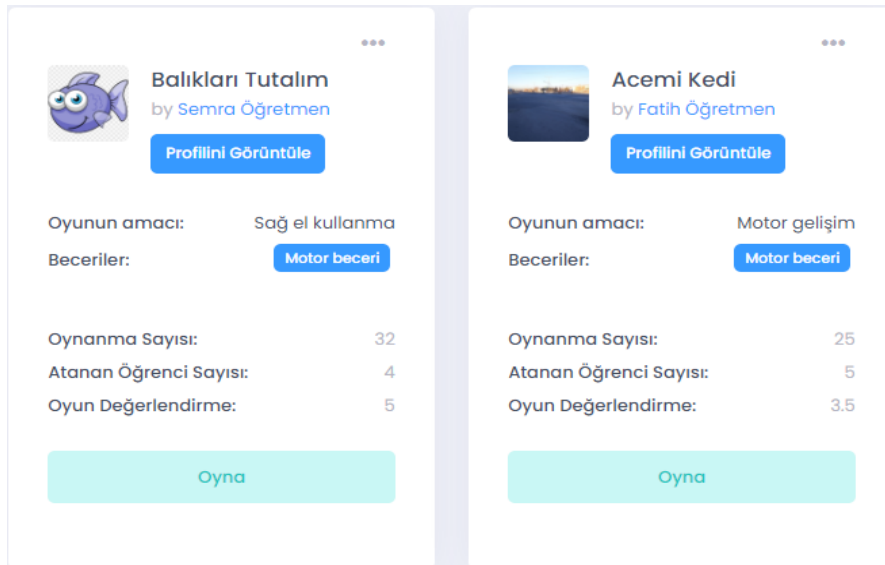 Balıkları Tutalım
by Semra Öğretmen
Profilini Görüntüle
Oyunun amacı: Sağ el kullanma
Beceriler: Motor beceri
Oynanma Sayısı: 32
Atanan Öğrenci Sayısı: 4
Oyun Değerlendirme: 5
Oyna
Acemi Kedi
by Fatih Öğretmen
Profilini Görüntüle
Oyunun amacı: Motor gelişim
Beceriler: Motor beceri
Oynanma Sayısı: 25
Atanan Öğrenci Sayısı: 5
Oyun Değerlendirme: 3.5
Oyna